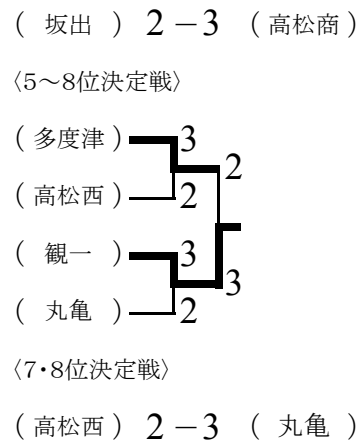 ( 坂出 ) 2－3 ( 高松商 )
〈5～8位決定戦〉
( 多度津 ) 3
2
( 高松西 ) 2
( 観一 ) 3
3
( 丸亀 ) 2
〈7・8位決定戦〉
( 高松西 ) 2－3 ( 丸亀 )